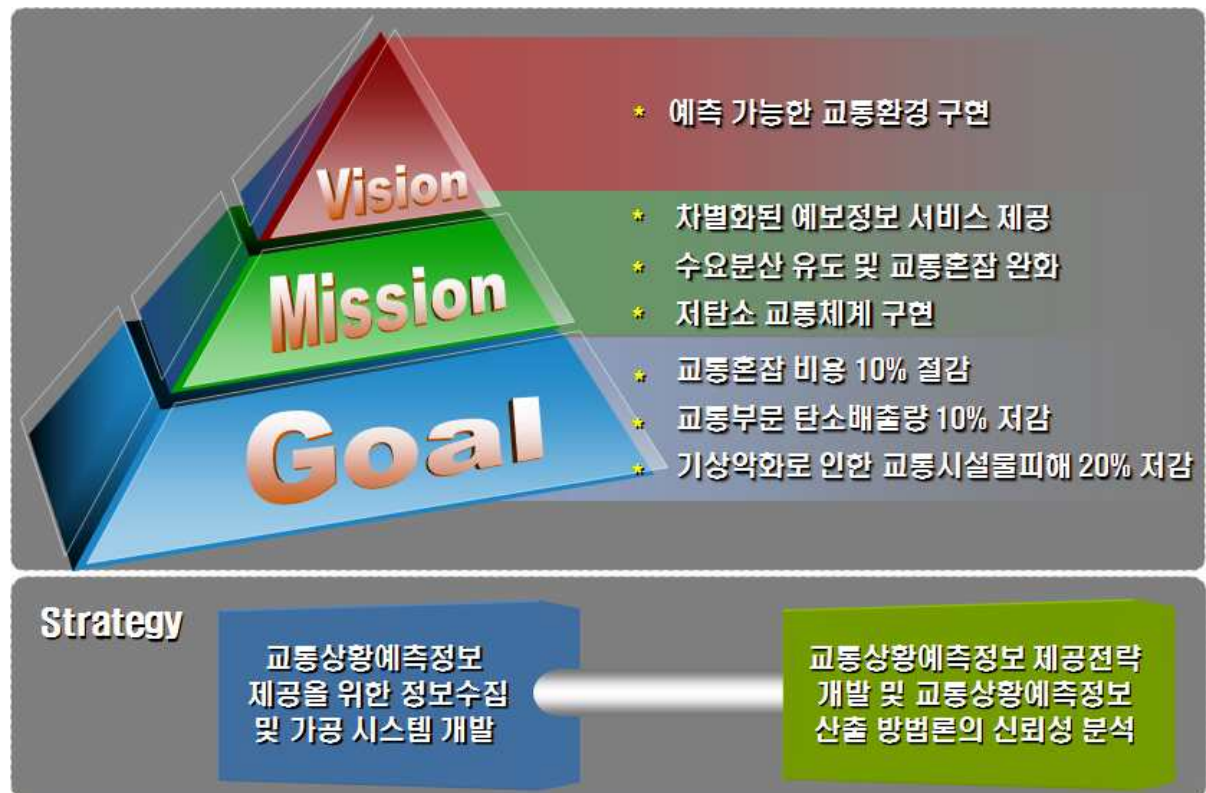 Vision
* 예측 가능한 교통환경 구현
Mission
* 차별화된 예보정보 서비스 제공
* 수요분산 유도 및 교통혼잡 완화
* 저탄소 교통체계 구현
Goal
* 교통혼잡 비용 10% 절감
* 교통부문 탄소배출량 10% 저감
* 기상악화로 인한 교통시설물피해 20% 저감
Strategy
교통상황예측정보
제공을 위한 정보수집
및 가공 시스템 개발
교통상황예측정보 제공전략
개발 및 교통상황예측정보
산출 방법론의 신뢰성 분석